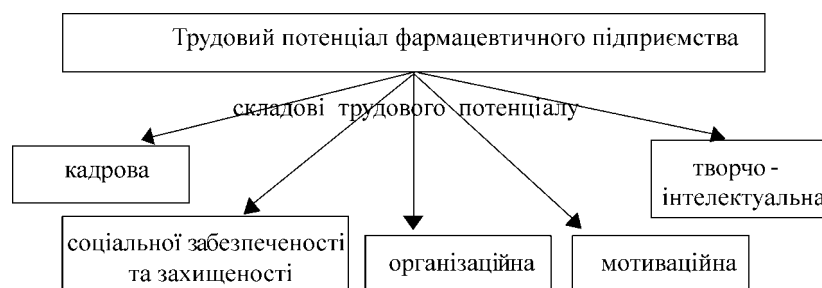 Трудовий потенціал фармацевтичного підприємства
складові трудового потенціалу
кадрова
творчо -
інтелектуальна
соціальної забезпеченості
та захищеності
організаційна
мотиваційна